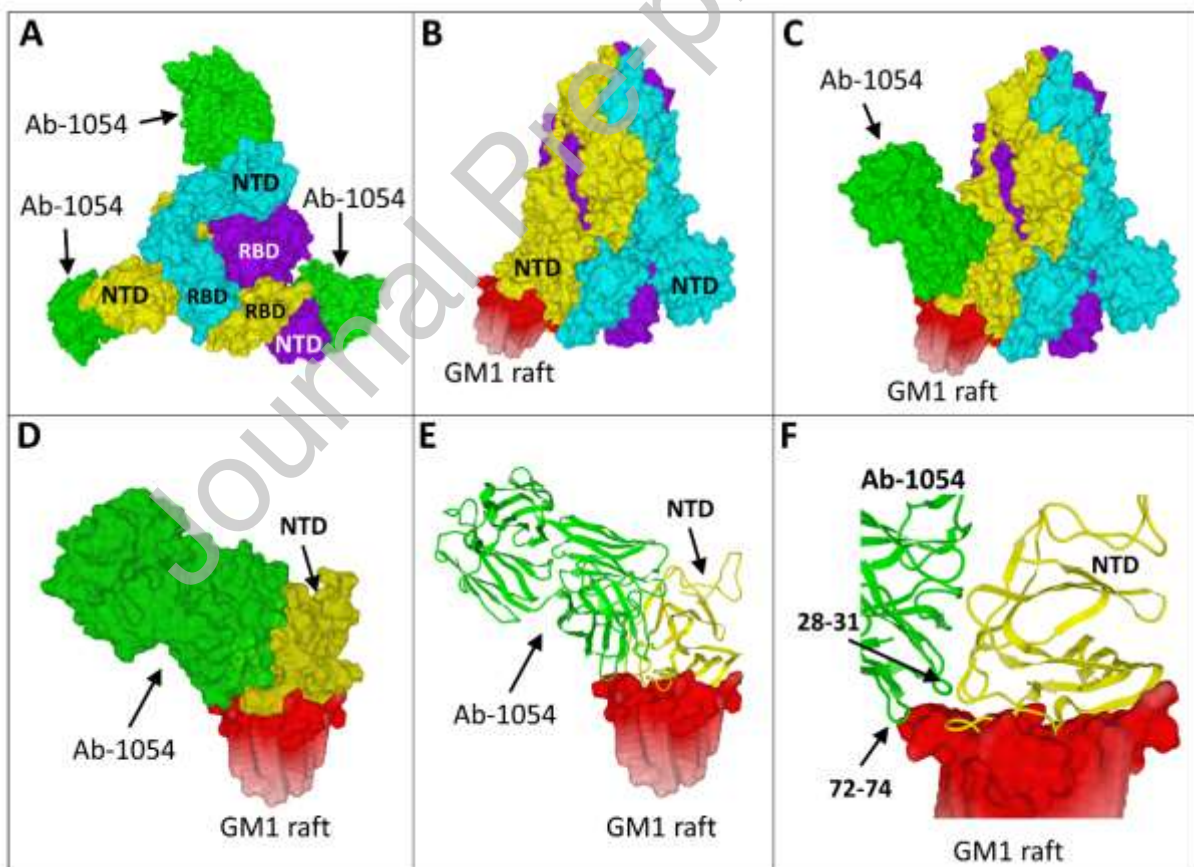 A
Ab-1054
NTD
Ab-1054
Ab-1054
RBD
NTD
RBD
RBD
NTD
B
NTD
NTD
GM1 raft
C
Ab-1054
GM1 raft
D
NTD
Ab-1054
GM1 raft
E
NTD
Ab-1054
GM1 raft
F
Ab-1054
NTD
28-31
72-74
GM1 raft
Journal Pre-p